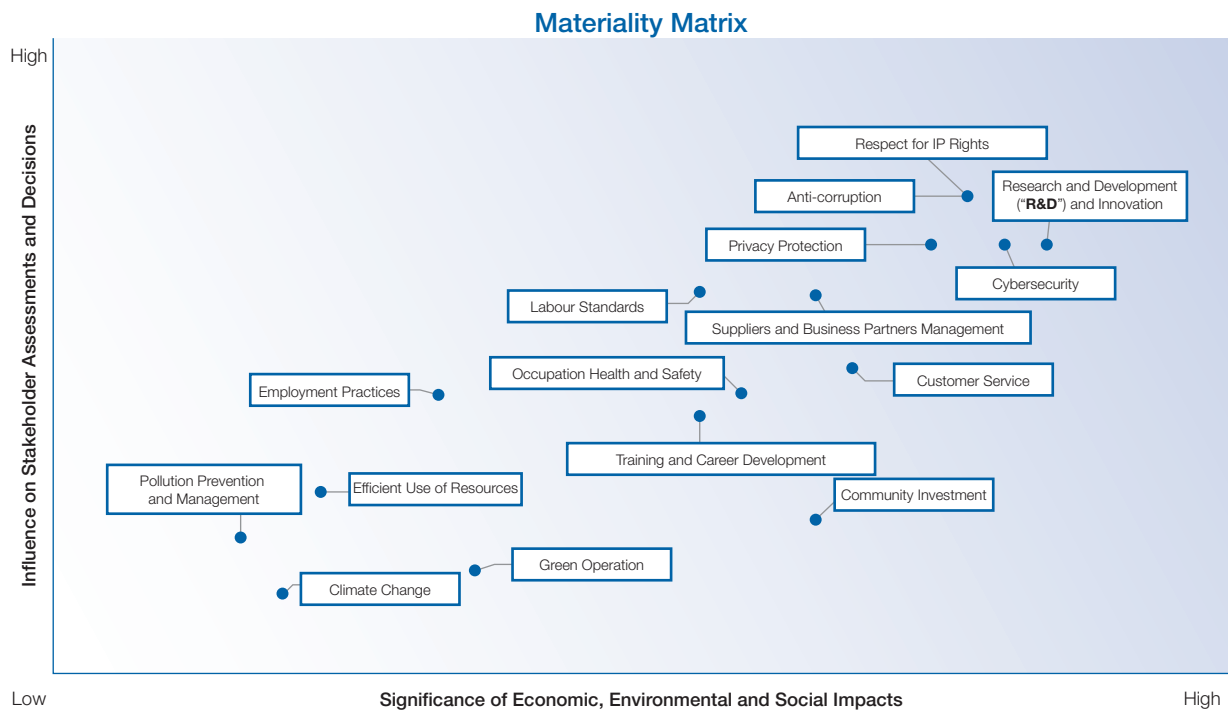 Materiality Matrix
High
Influence on Stakeholder Assessments and Decisions
Respect for IP Rights
Anti-corruption
Research and Development
("R&D") and Innovation
Privacy Protection
Cybersecurity
Labour Standards
Suppliers and Business Partners Management
Occupation Health and Safety
Customer Service
Employment Practices
Training and Career Development
Pollution Prevention
and Management
Efficient Use of Resources
Community Investment
Green Operation
Climate Change
Low
Significance of Economic, Environmental and Social Impacts
High